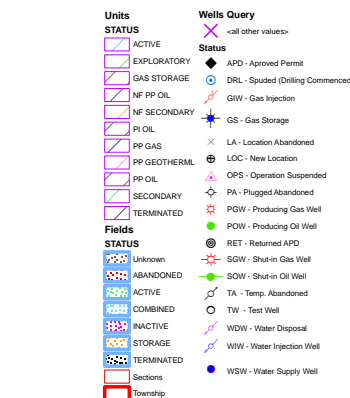 Units
STATUS
ACTIVE
EXPLORATORY
GAS STORAGE
NF PP OIL
NF SECONDARY
PI OIL
PP GAS
PP GEOTHERML
PP OIL
SECONDARY
TERMINATED
Fields
STATUS
Unknown
ABANDONED
ACTIVE
COMBINED
INACTIVE
STORAGE
TERMINATED
Sections
Township
Wells Query
<all other values>
Status
APD - Aproved Permit
DRL - Spuded (Drilling Commenced
GIW - Gas Injection
GS - Gas Storage
LA - Location Abandoned
LOC - New Location
OPS - Operation Suspended
PA - Plugged Abandoned
PGW - Producing Gas Well
POW - Producing Oil Well
RET - Returned APD
SGW - Shut-in Gas Well
SOW - Shut-in Oil Well
TA - Temp. Abandoned
TW - Test Well
WDW - Water Disposal
WIW - Water Injection Well
WSW - Water Supply Well